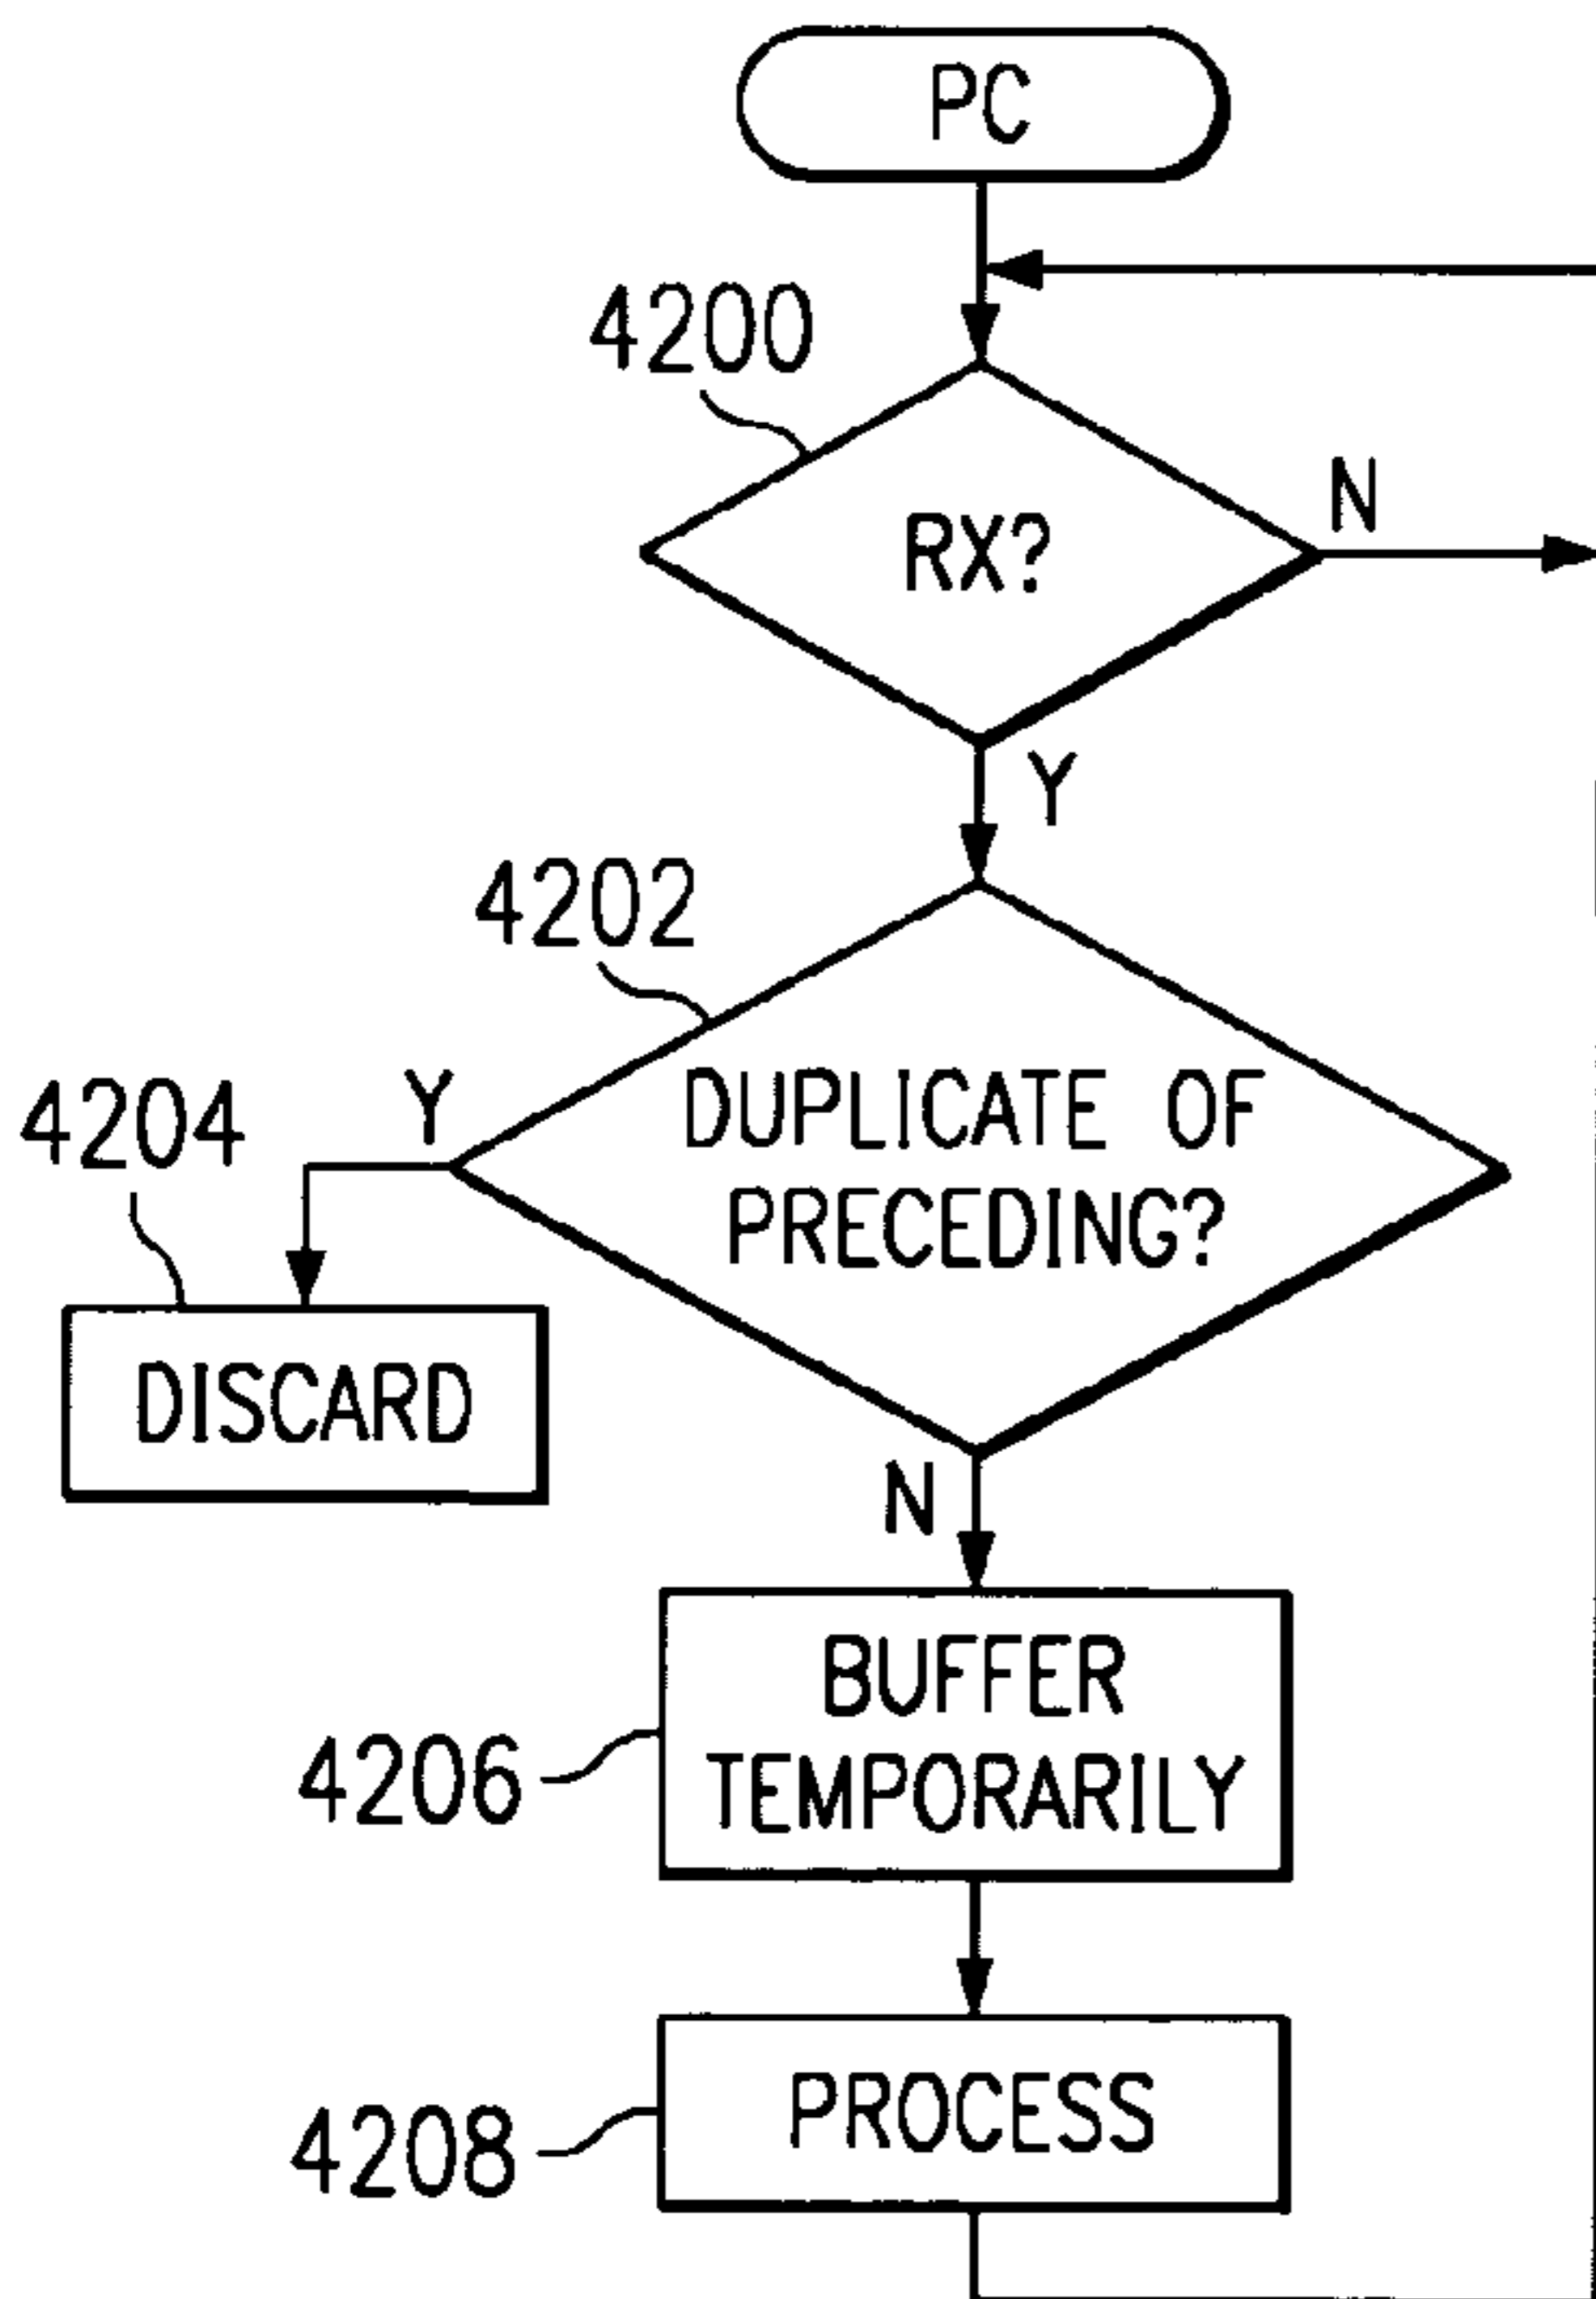 PC
4200
RX?
N
Y
4202
4204
Y
DUPLICATE OF
PRECEDING?
DISCARD
N
BUFFER
TEMPORARILY
4206
PROCESS
4208